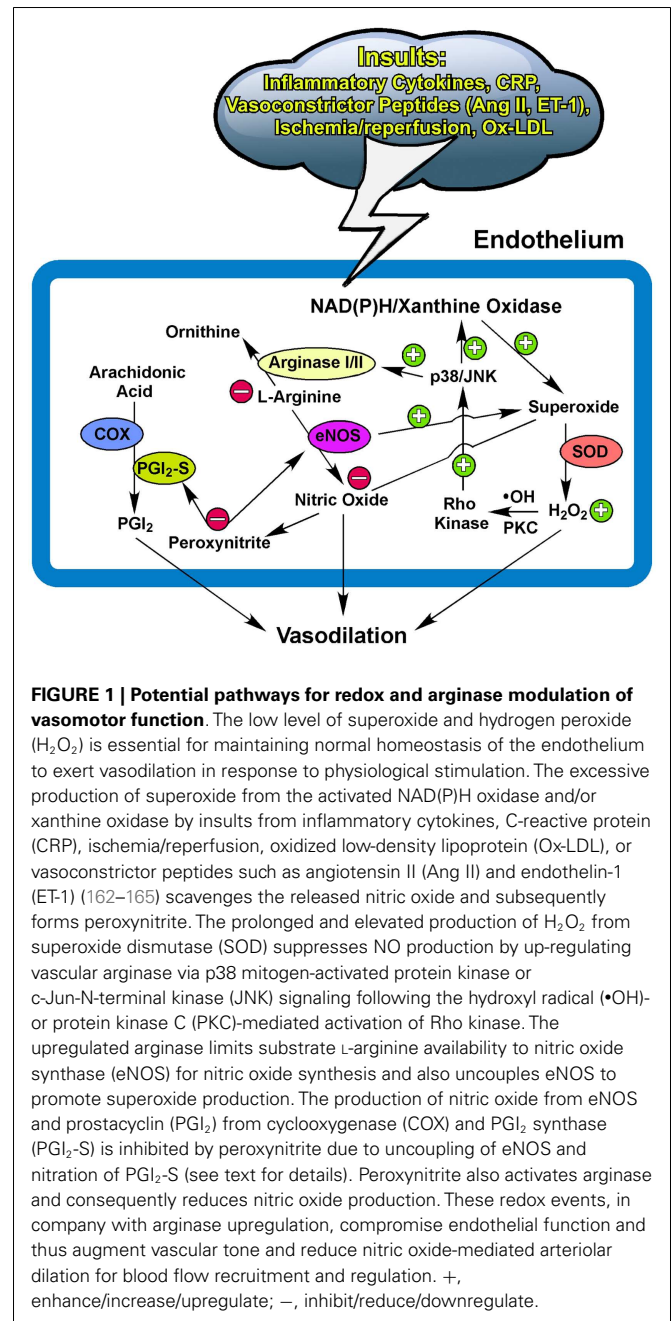 Insults:
Inflammatory Cytokines, CRP,
Vasoconstrictor Peptides (Ang II, ET-1),
Ischemia/reperfusion, Ox-LDL
Endothelium
NAD(P)H/Xanthine Oxidase
Ornithine
Arginase I/II
+
+
+
p38/JNK
Arachidonic
Acid
−
L-Arginine
Superoxide
COX
eNOS
+
PGI₂-S
SOD
+
−
Nitric Oxide
Rho
Kinase
•OH
PKC
H₂O₂
+
PGI₂
−
Peroxynitrite
Vasodilation
FIGURE 1 | Potential pathways for redox and arginase modulation of
vasomotor function. The low level of superoxide and hydrogen peroxide
(H₂O₂) is essential for maintaining normal homeostasis of the endothelium
to exert vasodilation in response to physiological stimulation. The excessive
production of superoxide from the activated NAD(P)H oxidase and/or
xanthine oxidase by insults from inflammatory cytokines, C-reactive protein
(CRP), ischemia/reperfusion, oxidized low-density lipoprotein (Ox-LDL), or
vasoconstrictor peptides such as angiotensin II (Ang II) and endothelin-1
(ET-1) (162–165) scavenges the released nitric oxide and subsequently
forms peroxynitrite. The prolonged and elevated production of H₂O₂ from
superoxide dismutase (SOD) suppresses NO production by up-regulating
vascular arginase via p38 mitogen-activated protein kinase or
c-Jun-N-terminal kinase (JNK) signaling following the hydroxyl radical (•OH)-
or protein kinase C (PKC)-mediated activation of Rho kinase. The
upregulated arginase limits substrate L-arginine availability to nitric oxide
synthase (eNOS) for nitric oxide synthesis and also uncouples eNOS to
promote superoxide production. The production of nitric oxide from eNOS
and prostacyclin (PGI₂) from cyclooxygenase (COX) and PGI₂ synthase
(PGI₂-S) is inhibited by peroxynitrite due to uncoupling of eNOS and
nitration of PGI₂-S (see text for details). Peroxynitrite also activates arginase
and consequently reduces nitric oxide production. These redox events, in
company with arginase upregulation, compromise endothelial function and
thus augment vascular tone and reduce nitric oxide-mediated arteriolar
dilation for blood flow recruitment and regulation. +,
enhance/increase/upregulate; −, inhibit/reduce/downregulate.